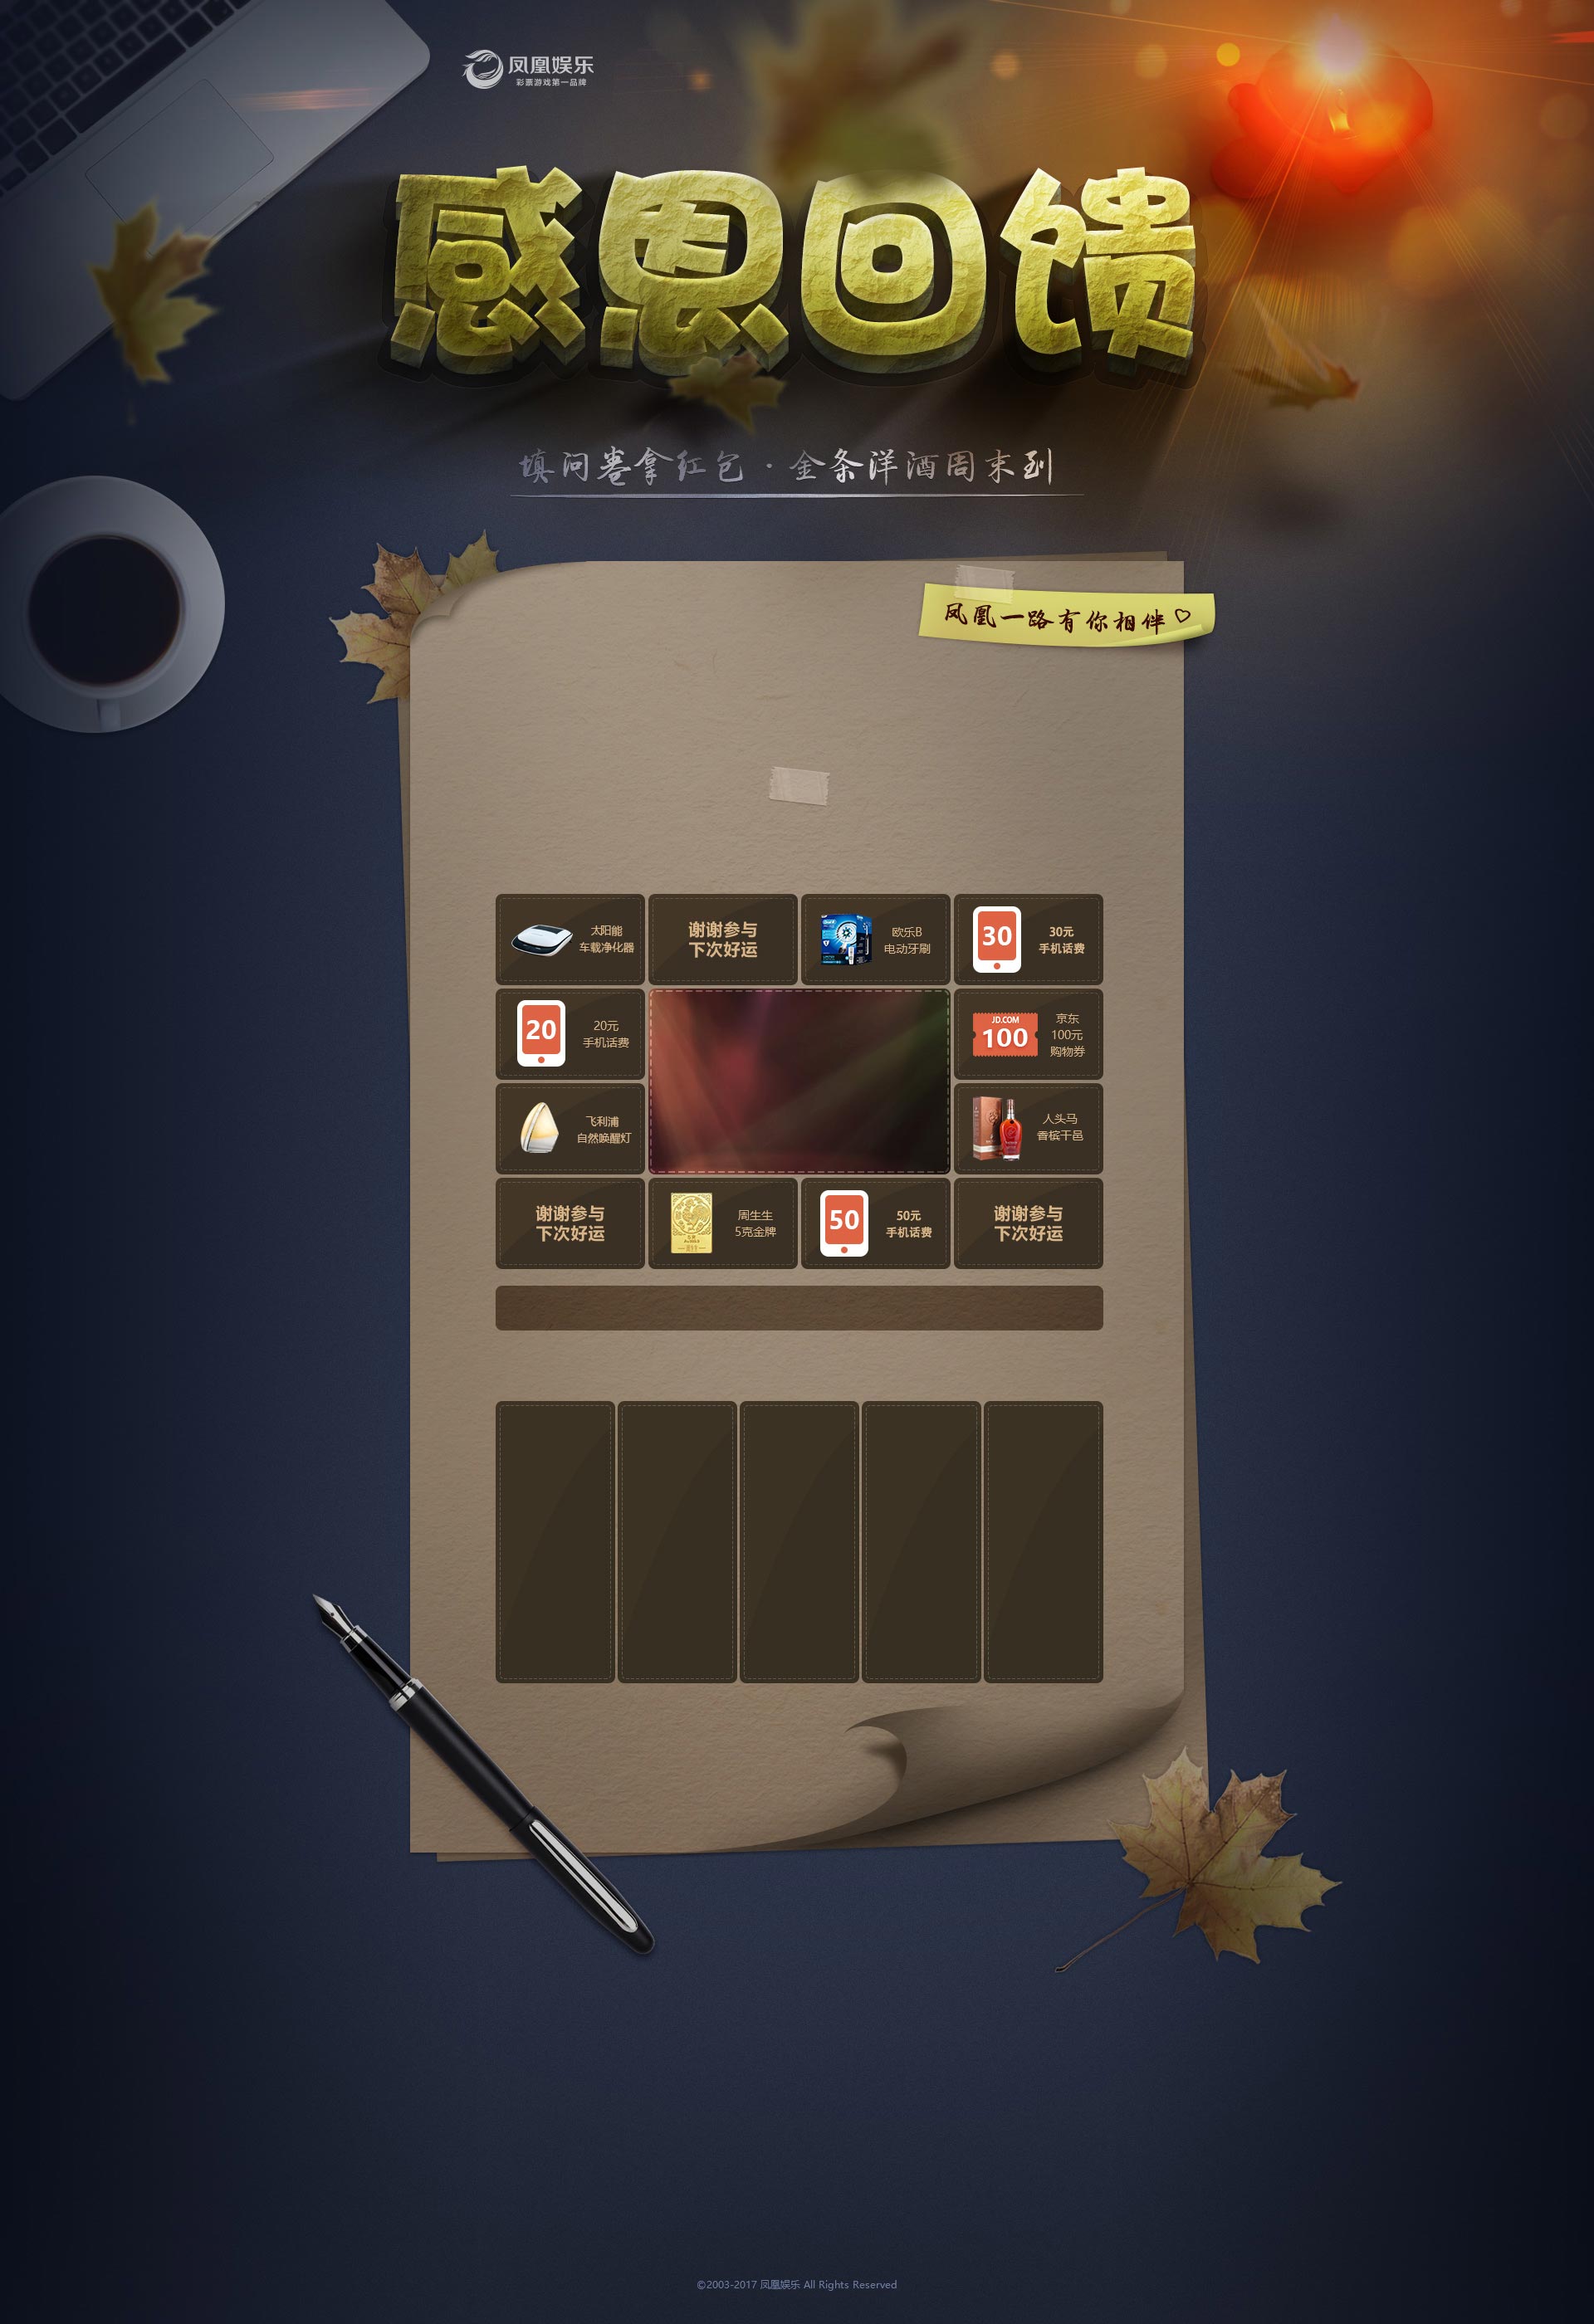 凤凰娱乐
彩票游戏第一品牌
感恩回馈
填问卷拿红包·金条洋酒周末到
凤凰一路有你相伴♡
太阳能
车载净化器
谢谢参与
下次好运
欧乐B
电动牙刷
30
30元
手机话费
20
20元
手机话费
JD.COM
100
京东
100元
购物券
飞利浦
自然唤醒灯
人头马
香槟干邑
谢谢参与
下次好运
周生生
5克金牌
50
50元
手机话费
谢谢参与
下次好运
©2003-2017 凤凰娱乐 All Rights Reserved